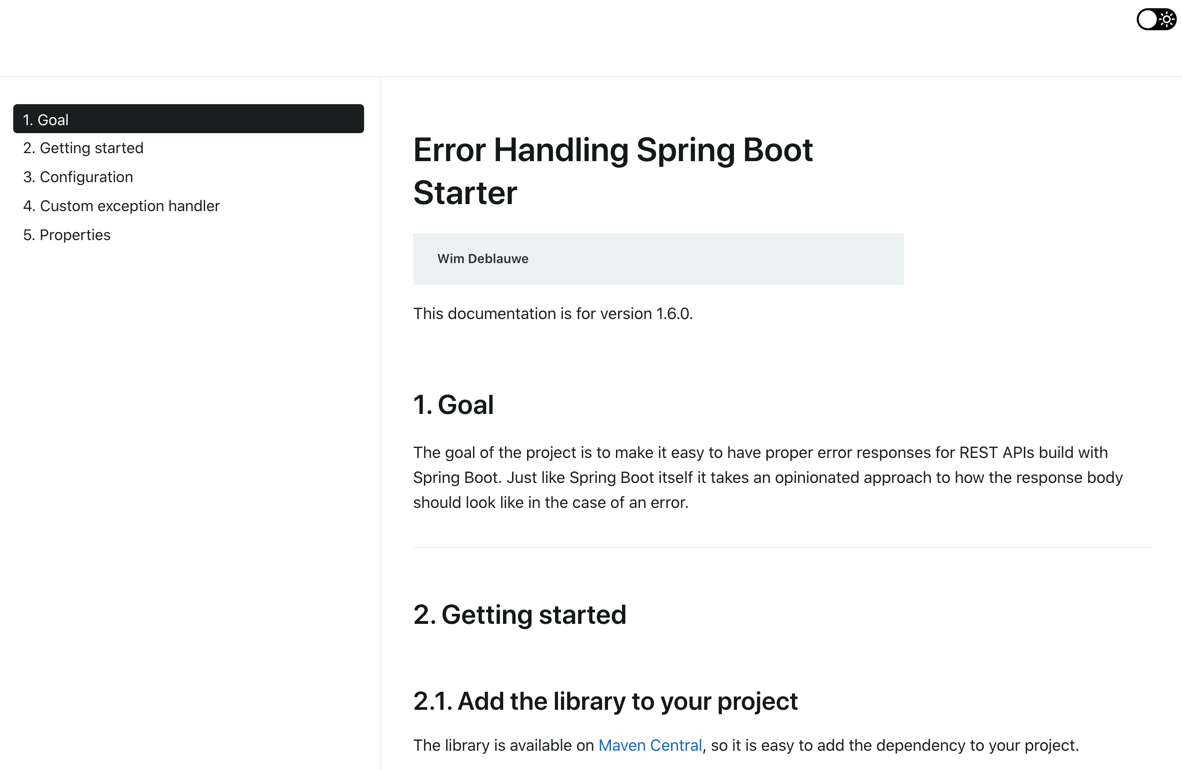 1. Goal
2. Getting started
3. Configuration
4. Custom exception handler
5. Properties
Error Handling Spring Boot
Starter
Wim Deblauwe
This documentation is for version 1.6.0.
1. Goal
The goal of the project is to make it easy to have proper error responses for REST APIs build with
Spring Boot. Just like Spring Boot itself it takes an opinionated approach to how the response body
should look like in the case of an error.
2. Getting started
2.1. Add the library to your project
The library is available on Maven Central, so it is easy to add the dependency to your project.